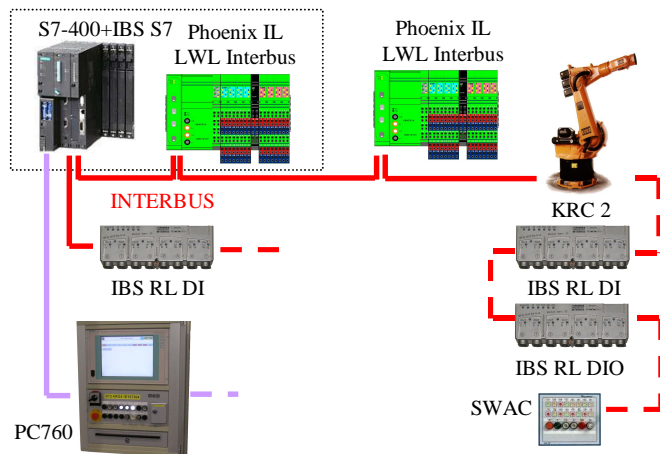 S7-400+IBS S7
Phoenix IL
LWL Interbus
Phoenix IL
LWL Interbus
INTERBUS
KRC 2
IBS RL DI
IBS RL DI
IBS RL DIO
SWAC
PC760